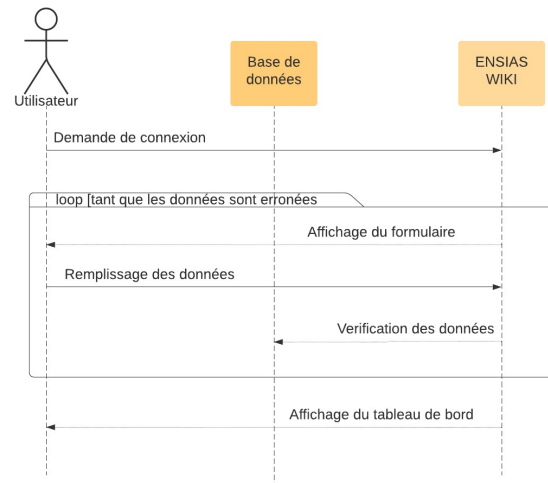 Utilisateur
Base de
données
ENSIAS
WIKI
Demande de connexion
loop [tant que les données sont erronées
Affichage du formulaire
Remplissage des données
Verification des données
Affichage du tableau de bord